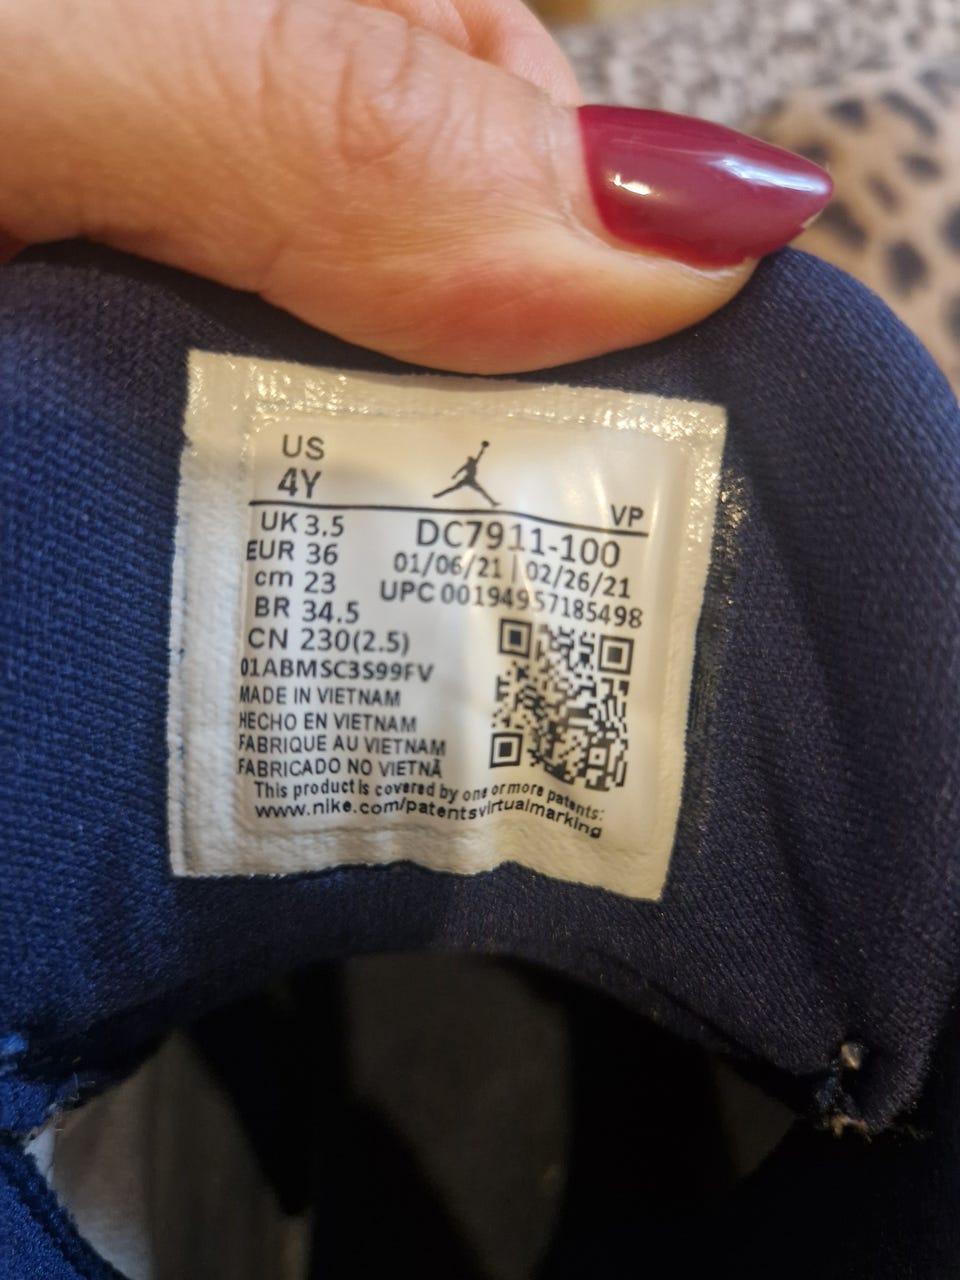 US
4Y
VP
UK 3.5
EUR 36
cm 23
BR 34.5
CN 230(2.5)
DC7911-100
01/06/21 | 02/26/21
UPC 00194957185498
01ABMSC3S99FV
MADE IN VIETNAM
HECHO EN VIETNAM
FABRIQUE AU VIETNAM
FABRICADO NO VIETNÃ
This product is covered by one or more patents:
www.nike.com/patentsvirtualmarking